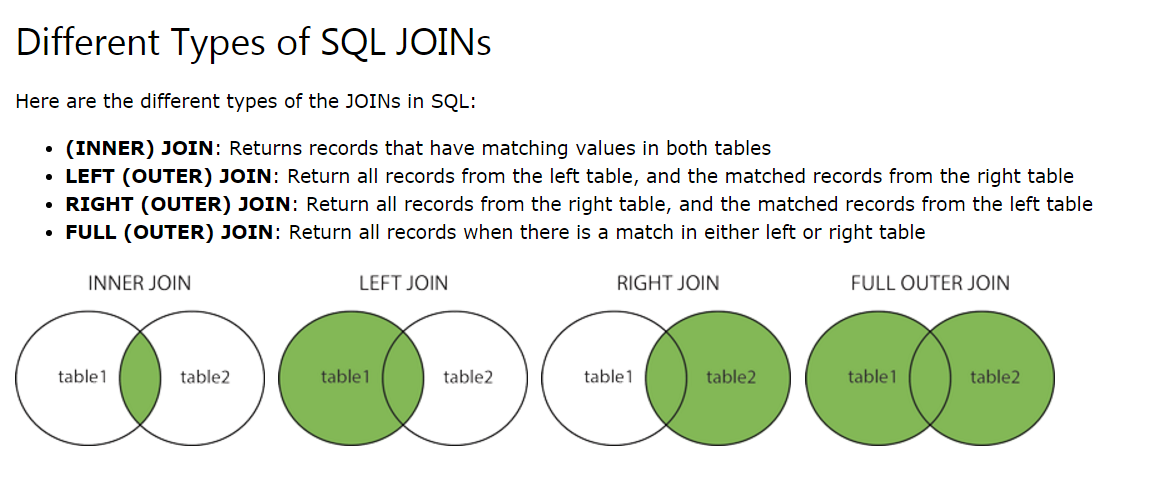 Different Types of SQL JOINs
Here are the different types of the JOINs in SQL:
• (INNER) JOIN: Returns records that have matching values in both tables
• LEFT (OUTER) JOIN: Return all records from the left table, and the matched records from the right table
• RIGHT (OUTER) JOIN: Return all records from the right table, and the matched records from the left table
• FULL (OUTER) JOIN: Return all records when there is a match in either left or right table
INNER JOIN LEFT JOIN RIGHT JOIN FULL OUTER JOIN
table1 table2 table1 table2 table1 table2 table1 table2